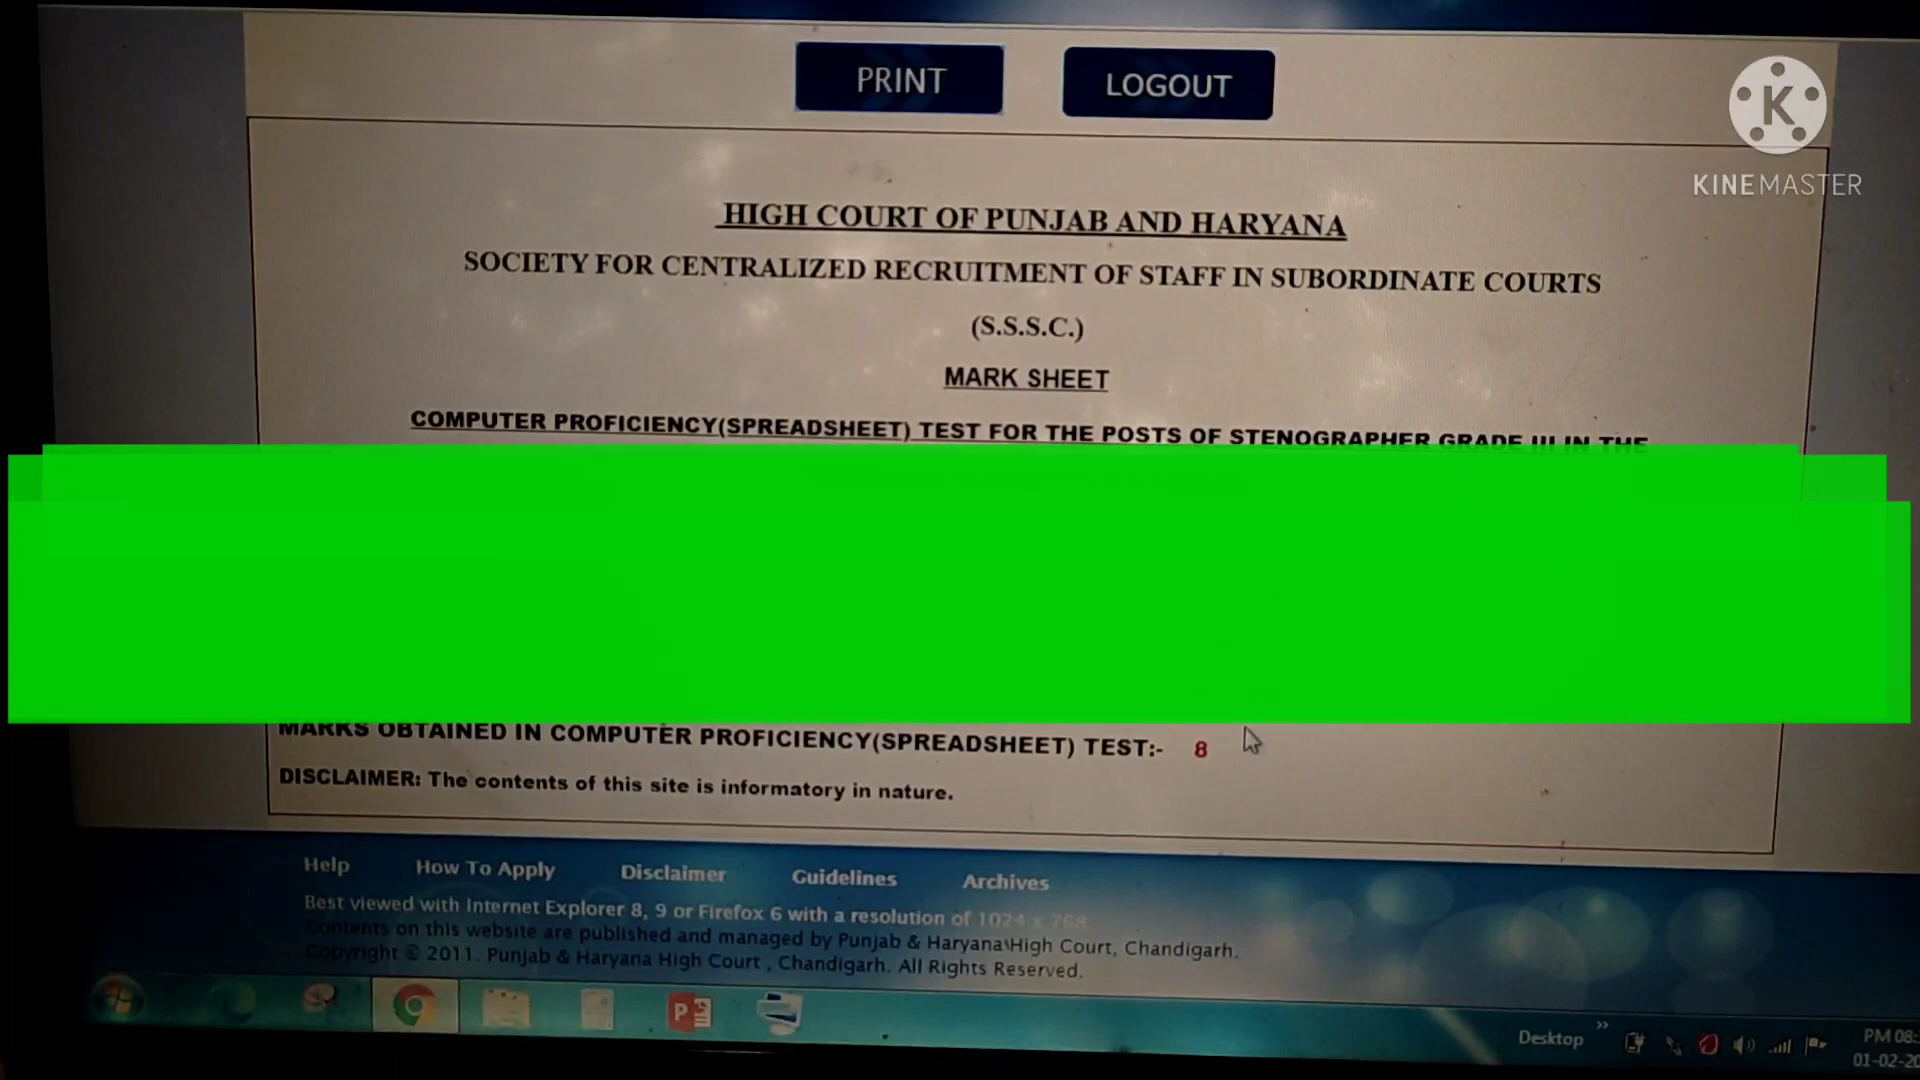 PRINT
LOGOUT
KINEMASTER
HIGH COURT OF PUNJAB AND HARYANA
SOCIETY FOR CENTRALIZED RECRUITMENT OF STAFF IN SUBORDINATE COURTS
(S.S.S.C.)
MARK SHEET
COMPUTER PROFICIENCY(SPREADSHEET) TEST FOR THE POSTS OF STENOGRAPHER GRADE III IN THE
MARKS OBTAINED IN COMPUTER PROFICIENCY(SPREADSHEET) TEST:- 8
DISCLAIMER: The contents of this site is informatory in nature.
Help How To Apply Disclaimer Guidelines Archives
Best viewed with Internet Explorer 8, 9 or Firefox 6 with a resolution of 1024 x 768
Contents on this website are published and managed by Punjab & Haryana High Court, Chandigarh.
Copyright © 2011. Punjab & Haryana High Court , Chandigarh. All Rights Reserved.
Desktop
PM 08:
01-02-20